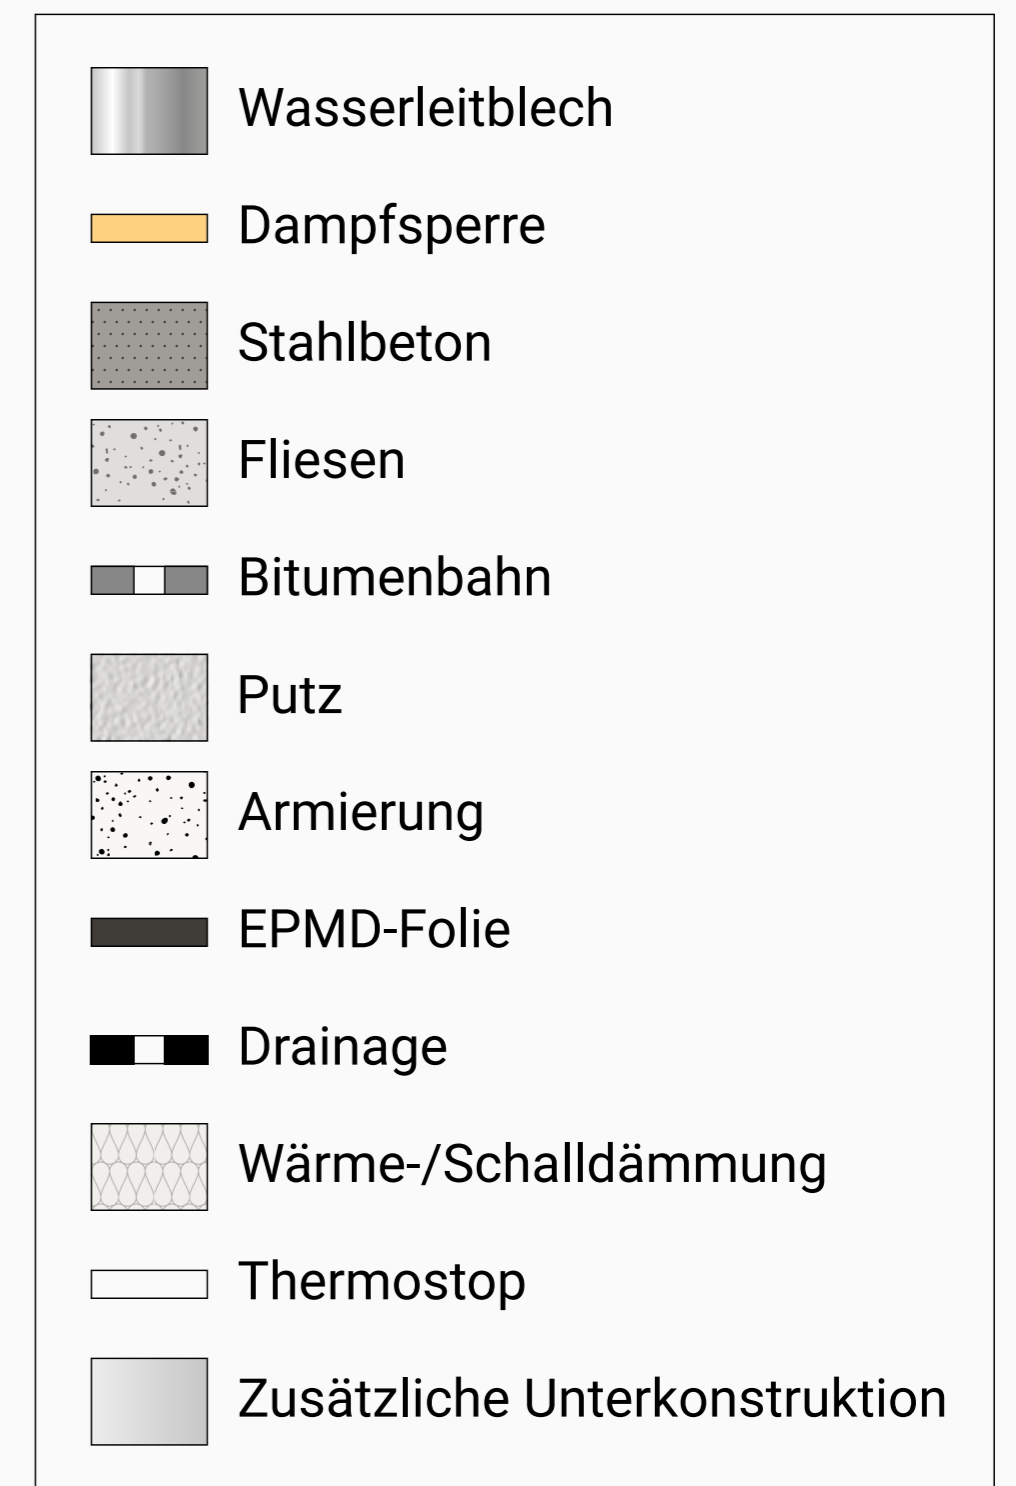 Wasserleitblech
Dampfsperre
Stahlbeton
Fliesen
Bitumenbahn
Putz
Armierung
EPMD-Folie
Drainage
Wärme-/Schalldämmung
Thermostop
Zusätzliche Unterkonstruktion